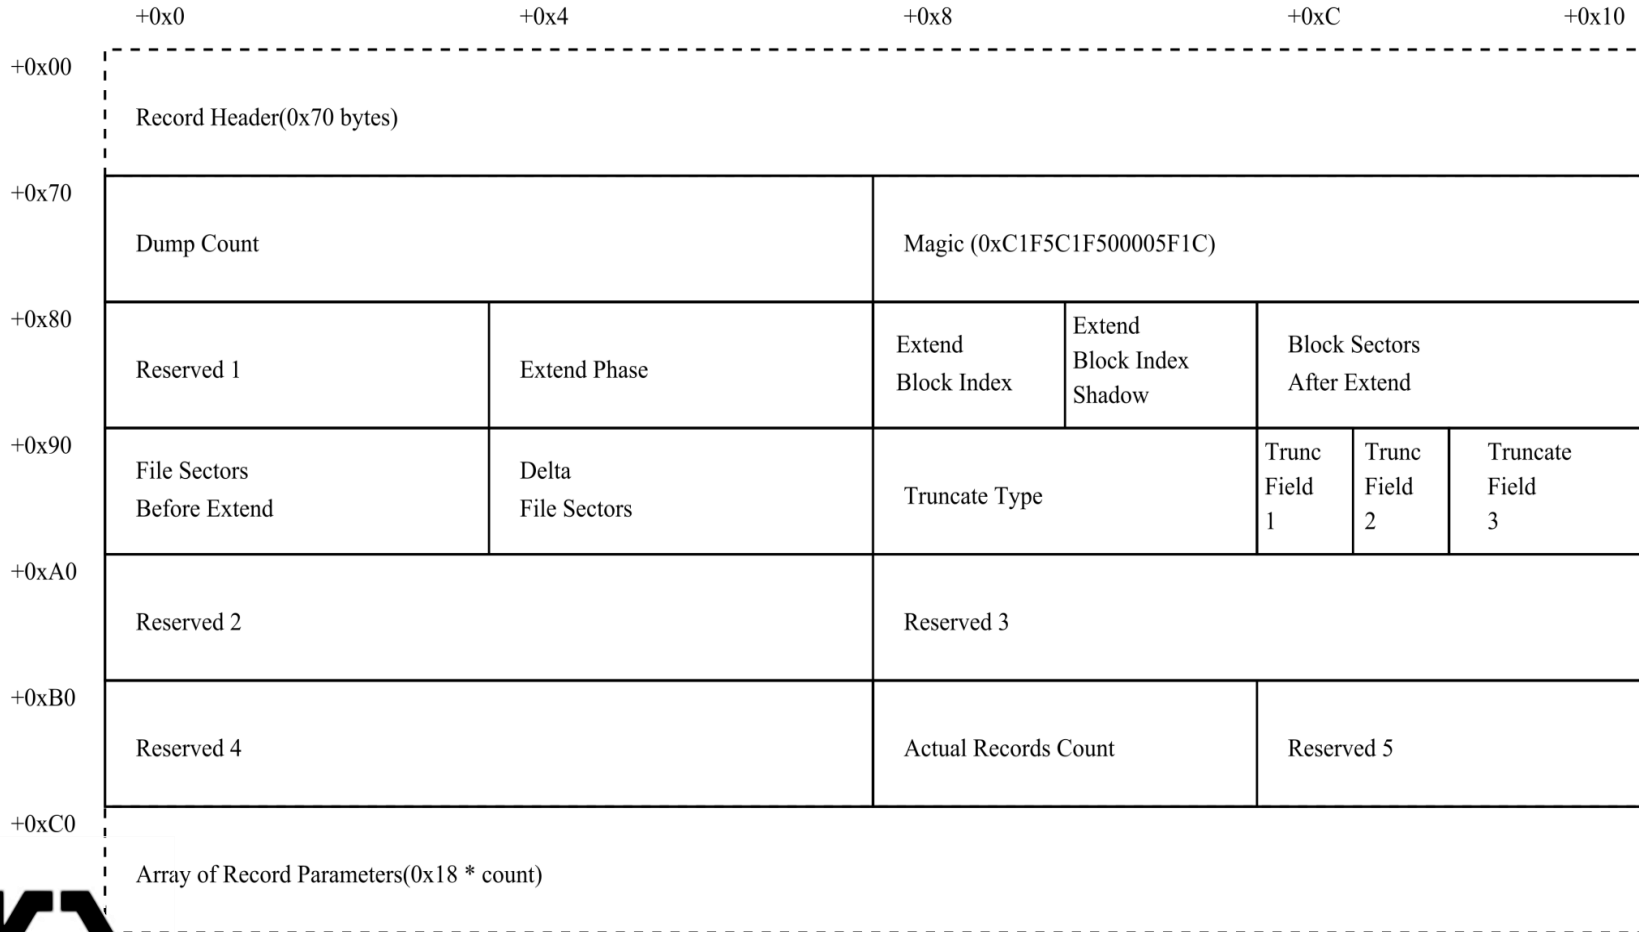 +0x0 +0x4 +0x8 +0xC +0x10
+0x00
Record Header(0x70 bytes)
+0x70
Dump Count
Magic (0xC1F5C1F500005F1C)
+0x80
Reserved 1
Extend Phase
Extend
Block Index
Extend
Block Index
Shadow
Block Sectors
After Extend
+0x90
File Sectors
Before Extend
Delta
File Sectors
Truncate Type
Trunc
Field
1
Trunc
Field
2
Truncate
Field
3
+0xA0
Reserved 2
Reserved 3
+0xB0
Reserved 4
Actual Records Count
Reserved 5
+0xC0
Array of Record Parameters(0x18 * count)